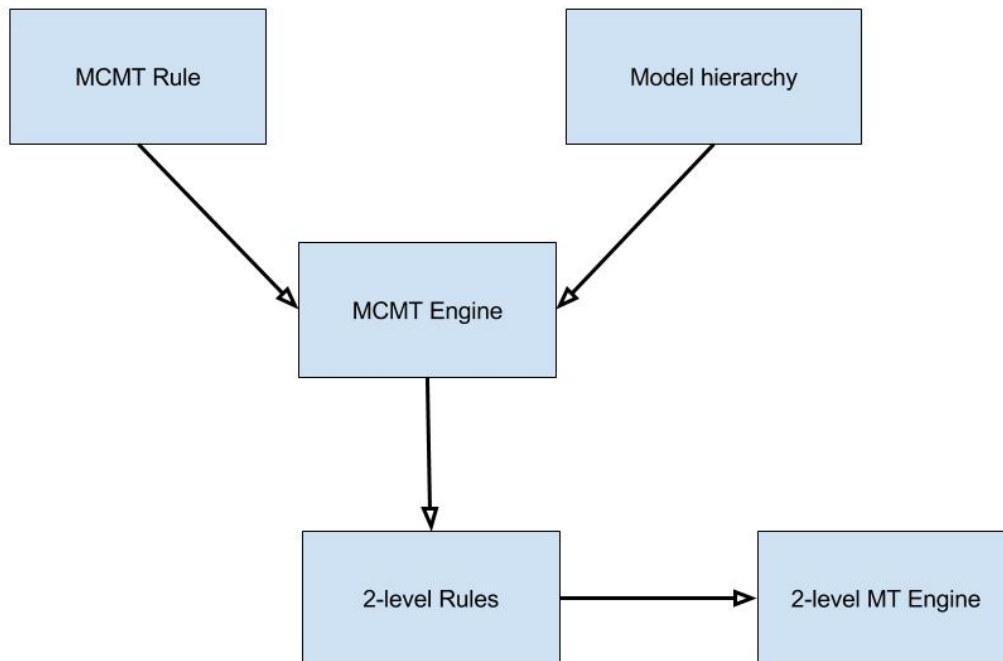 MCMT Rule
Model hierarchy
MCMT Engine
2-level Rules
2-level MT Engine